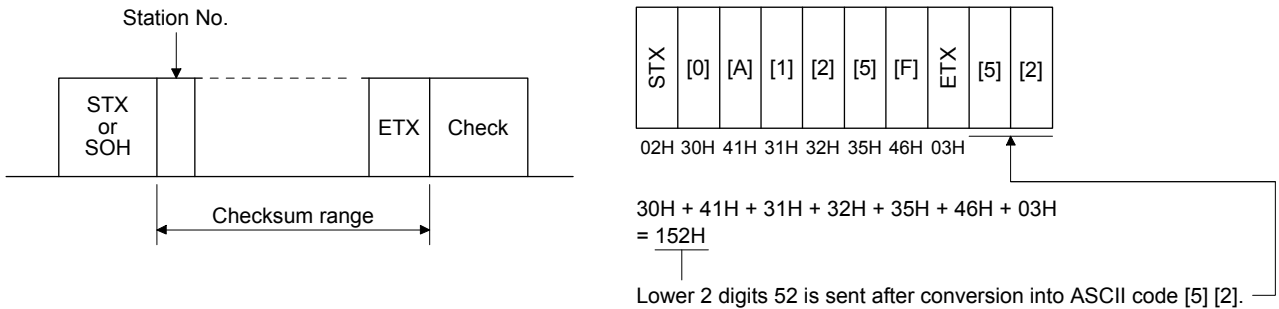 Station No.
STX
or
SOH
ETX
Check
Checksum range
STX [0] [A] [1] [2] [5] [F] ETX [5] [2]
02H 30H 41H 31H 32H 35H 46H 03H
30H + 41H + 31H + 32H + 35H + 46H + 03H
= 152H
Lower 2 digits 52 is sent after conversion into ASCII code [5] [2].